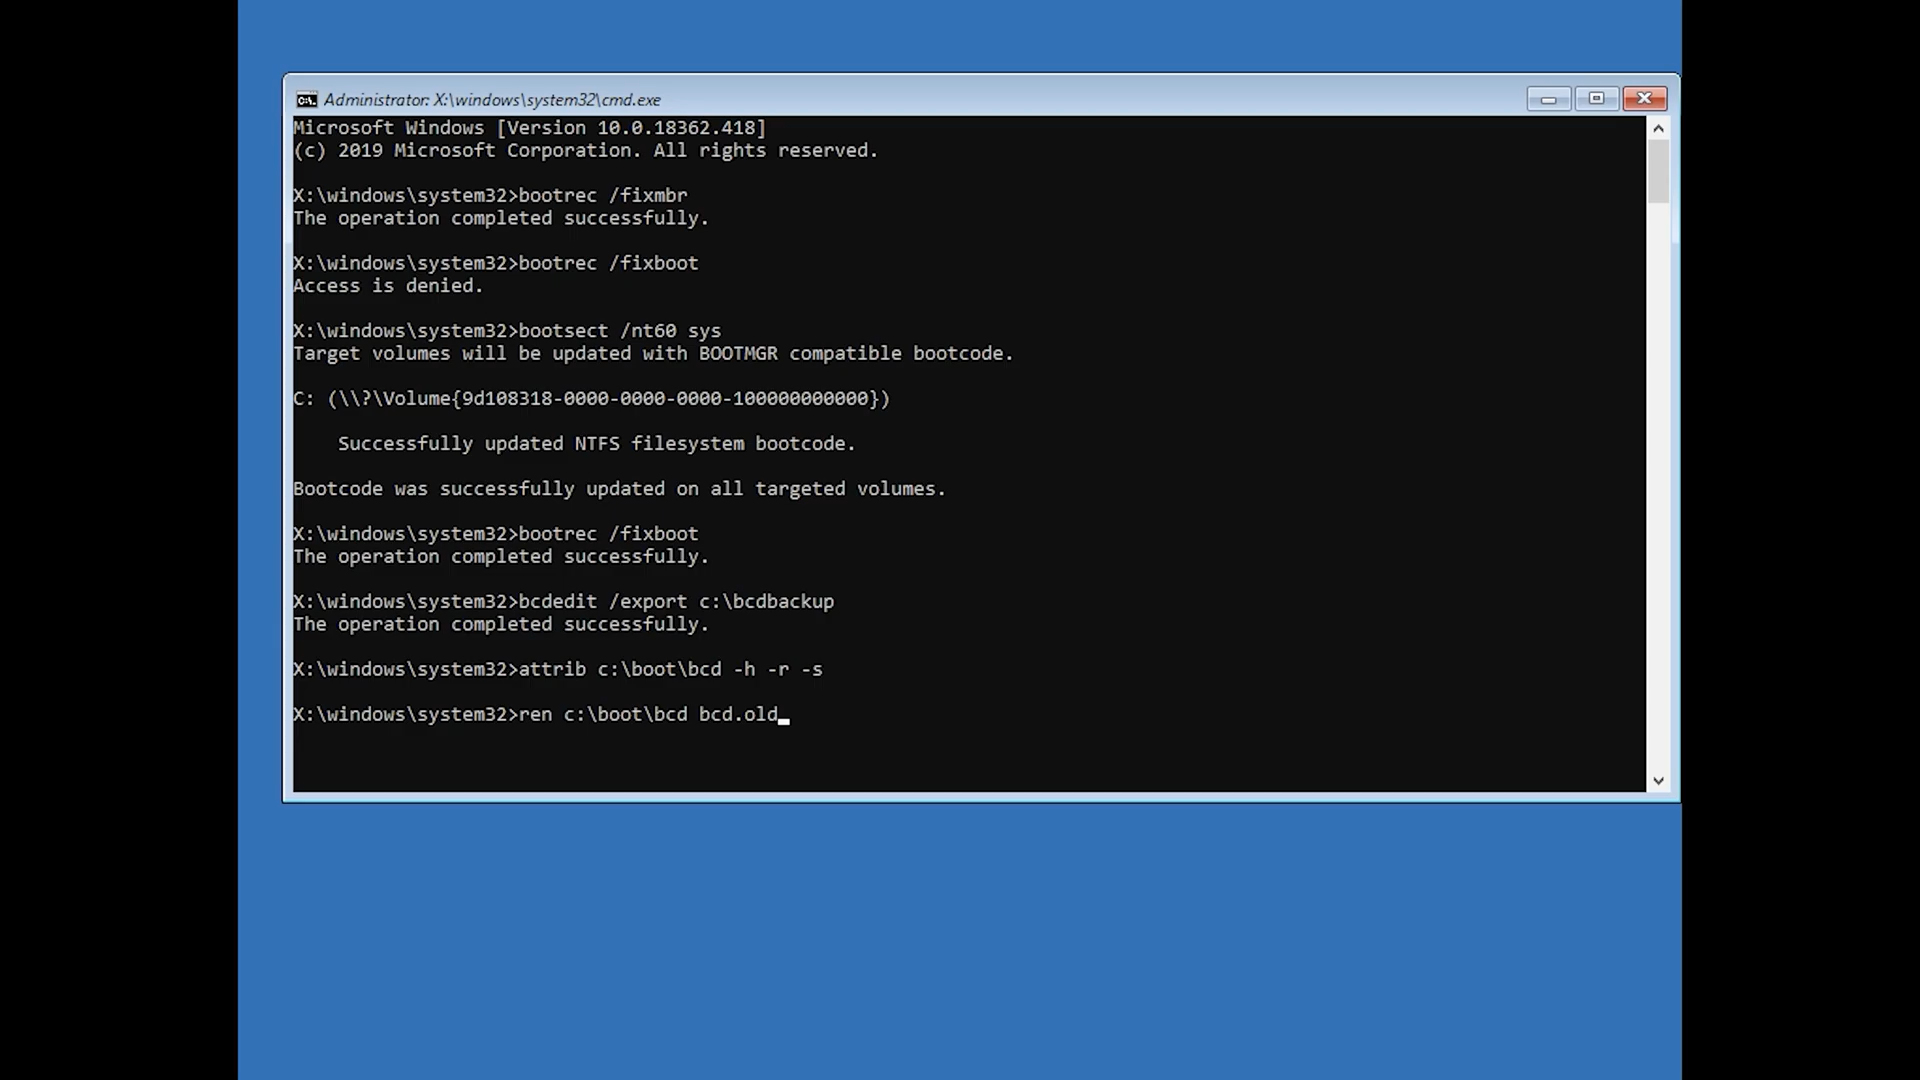 Administrator: X:\windows\system32\cmd.exe
Microsoft Windows [Version 10.0.18362.418]
(c) 2019 Microsoft Corporation. All rights reserved.
X:\windows\system32>bootrec /fixmbr
The operation completed successfully.
X:\windows\system32>bootrec /fixboot
Access is denied.
X:\windows\system32>bootsect /nt60 sys
Target volumes will be updated with BOOTMGR compatible bootcode.
C: (\\?\Volume{9d108318-0000-0000-0000-100000000000})
Successfully updated NTFS filesystem bootcode.
Bootcode was successfully updated on all targeted volumes.
X:\windows\system32>bootrec /fixboot
The operation completed successfully.
X:\windows\system32>bcdedit /export c:\bcdbackup
The operation completed successfully.
X:\windows\system32>attrib c:\boot\bcd -h -r -s
X:\windows\system32>ren c:\boot\bcd bcd.old